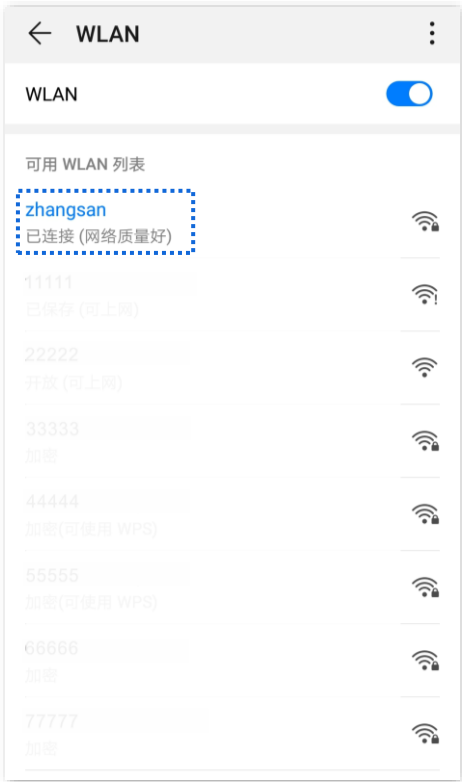 WLAN
WLAN
可用 WLAN 列表
zhangsan
已连接 (网络质量好)
11111
已保存 (可上网)
22222
开放 (可上网)
33333
加密
44444
加密(可使用 WPS)
55555
加密(可使用 WPS)
66666
加密
77777
加密